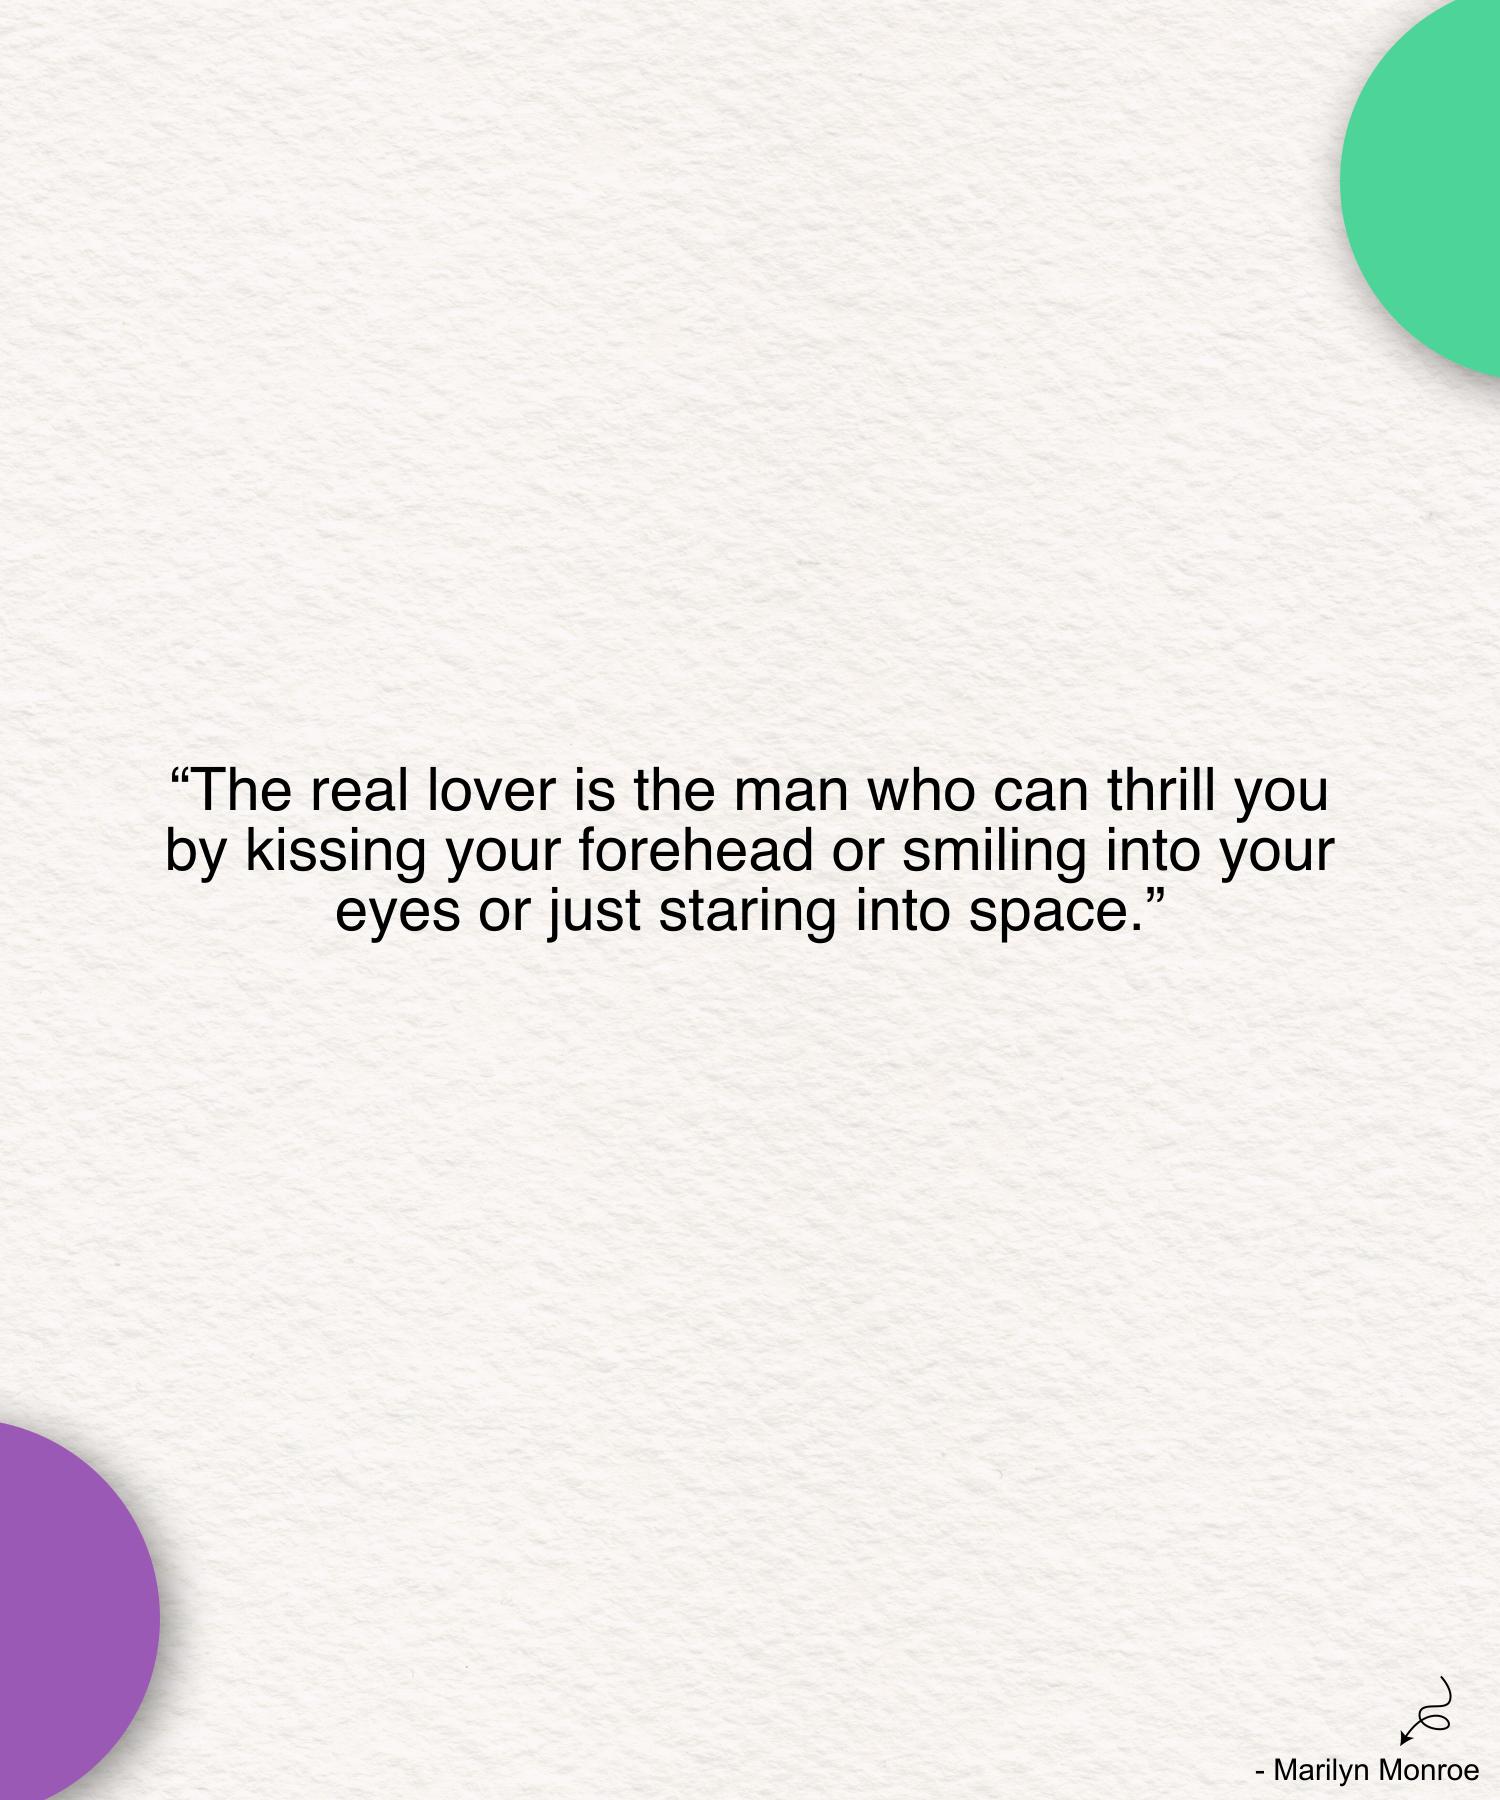 “The real lover is the man who can thrill you
by kissing your forehead or smiling into your
eyes or just staring into space.”
- Marilyn Monroe